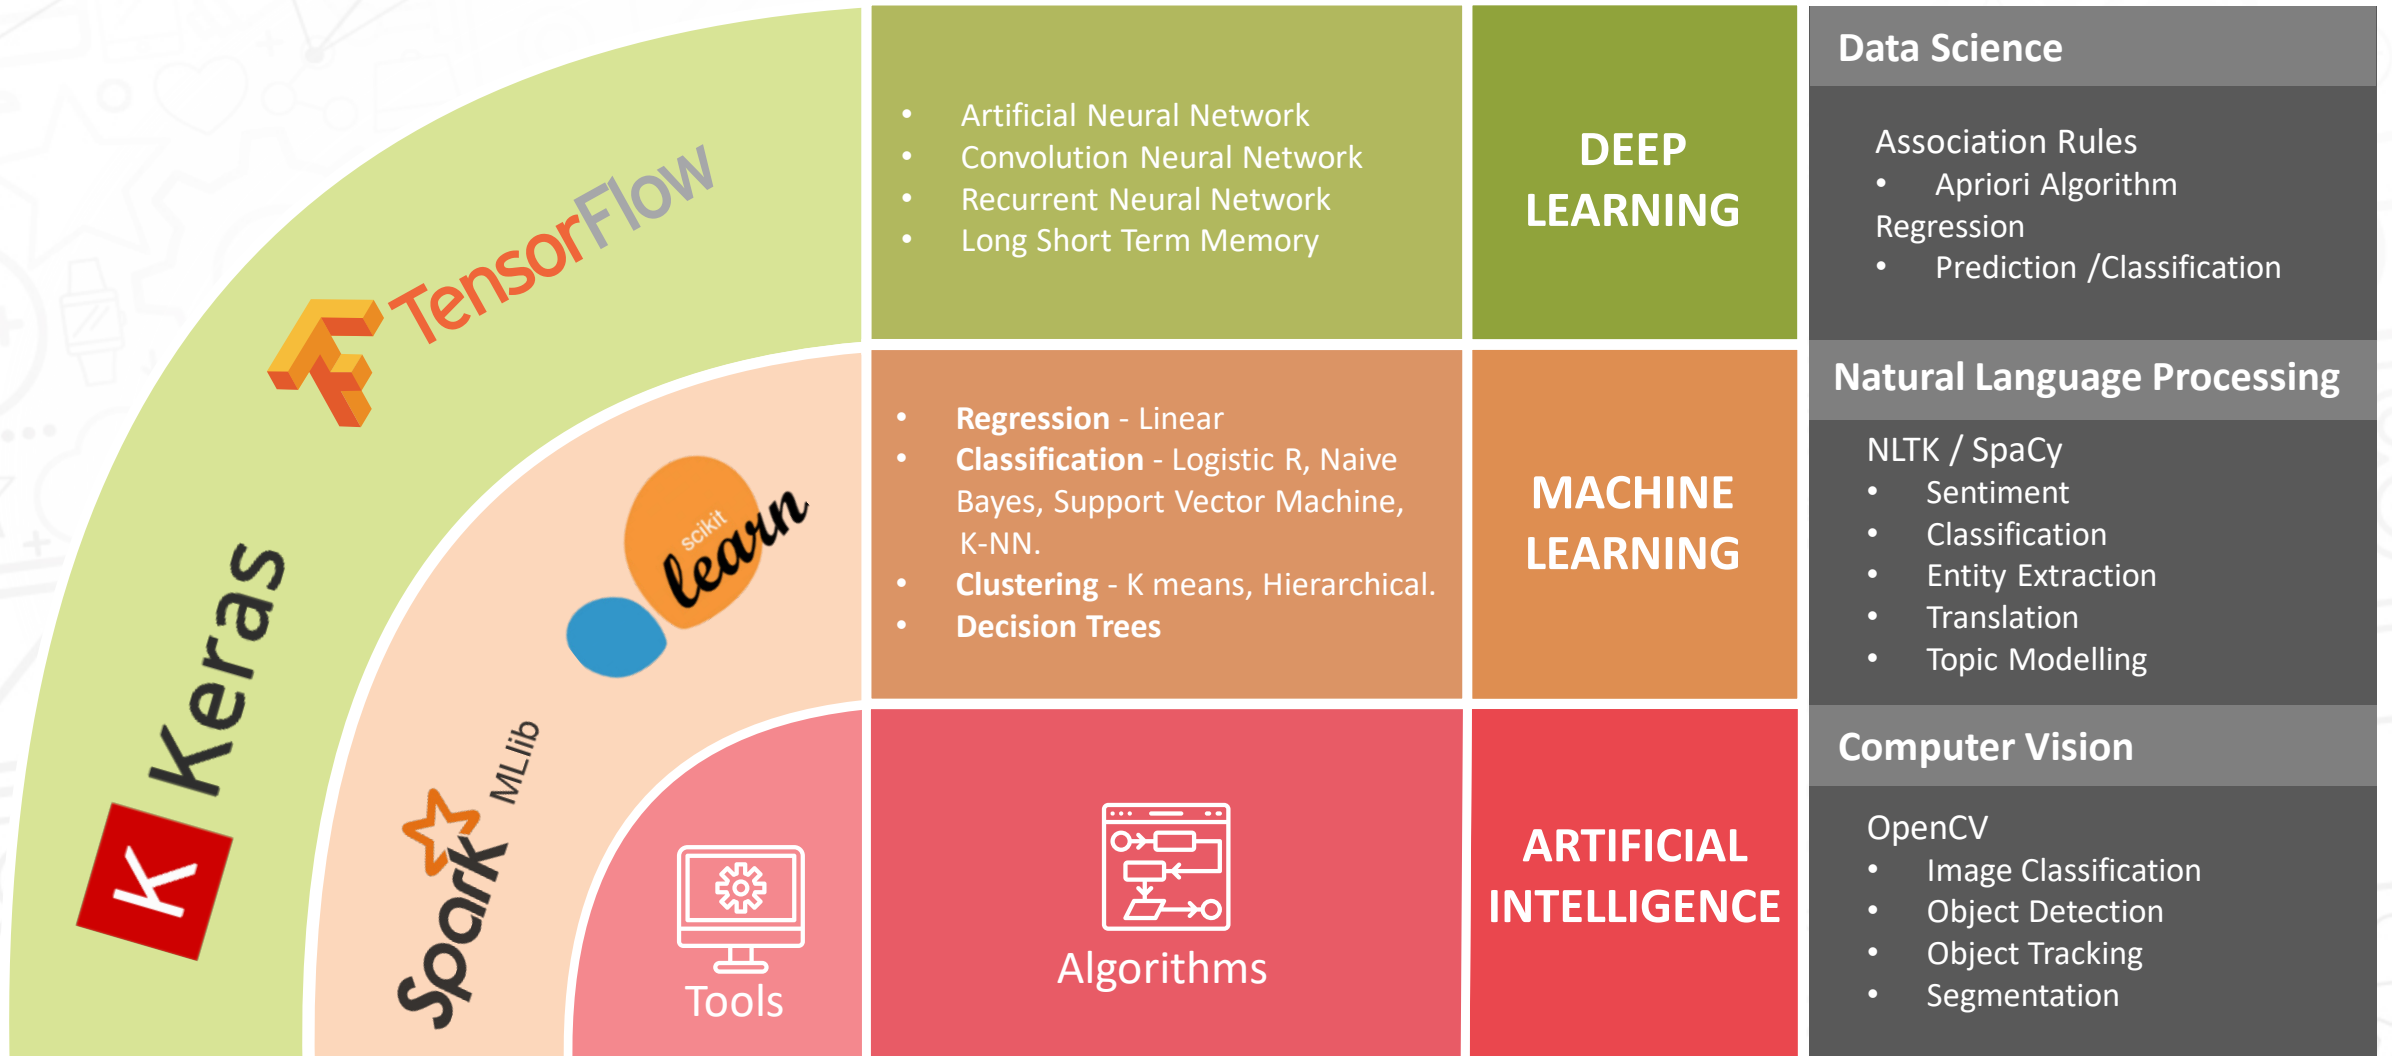 TensorFlow
K Keras
scikit
learn
Spark MLlib
Tools
• Artificial Neural Network
• Convolution Neural Network
• Recurrent Neural Network
• Long Short Term Memory
DEEP
LEARNING
• Regression - Linear
• Classification - Logistic R, Naive
Bayes, Support Vector Machine,
K-NN.
• Clustering - K means, Hierarchical.
• Decision Trees
MACHINE
LEARNING
Algorithms
ARTIFICIAL
INTELLIGENCE
Data Science
Association Rules
• Apriori Algorithm
Regression
• Prediction /Classification
Natural Language Processing
NLTK / SpaCy
• Sentiment
• Classification
• Entity Extraction
• Translation
• Topic Modelling
Computer Vision
OpenCV
• Image Classification
• Object Detection
• Object Tracking
• Segmentation